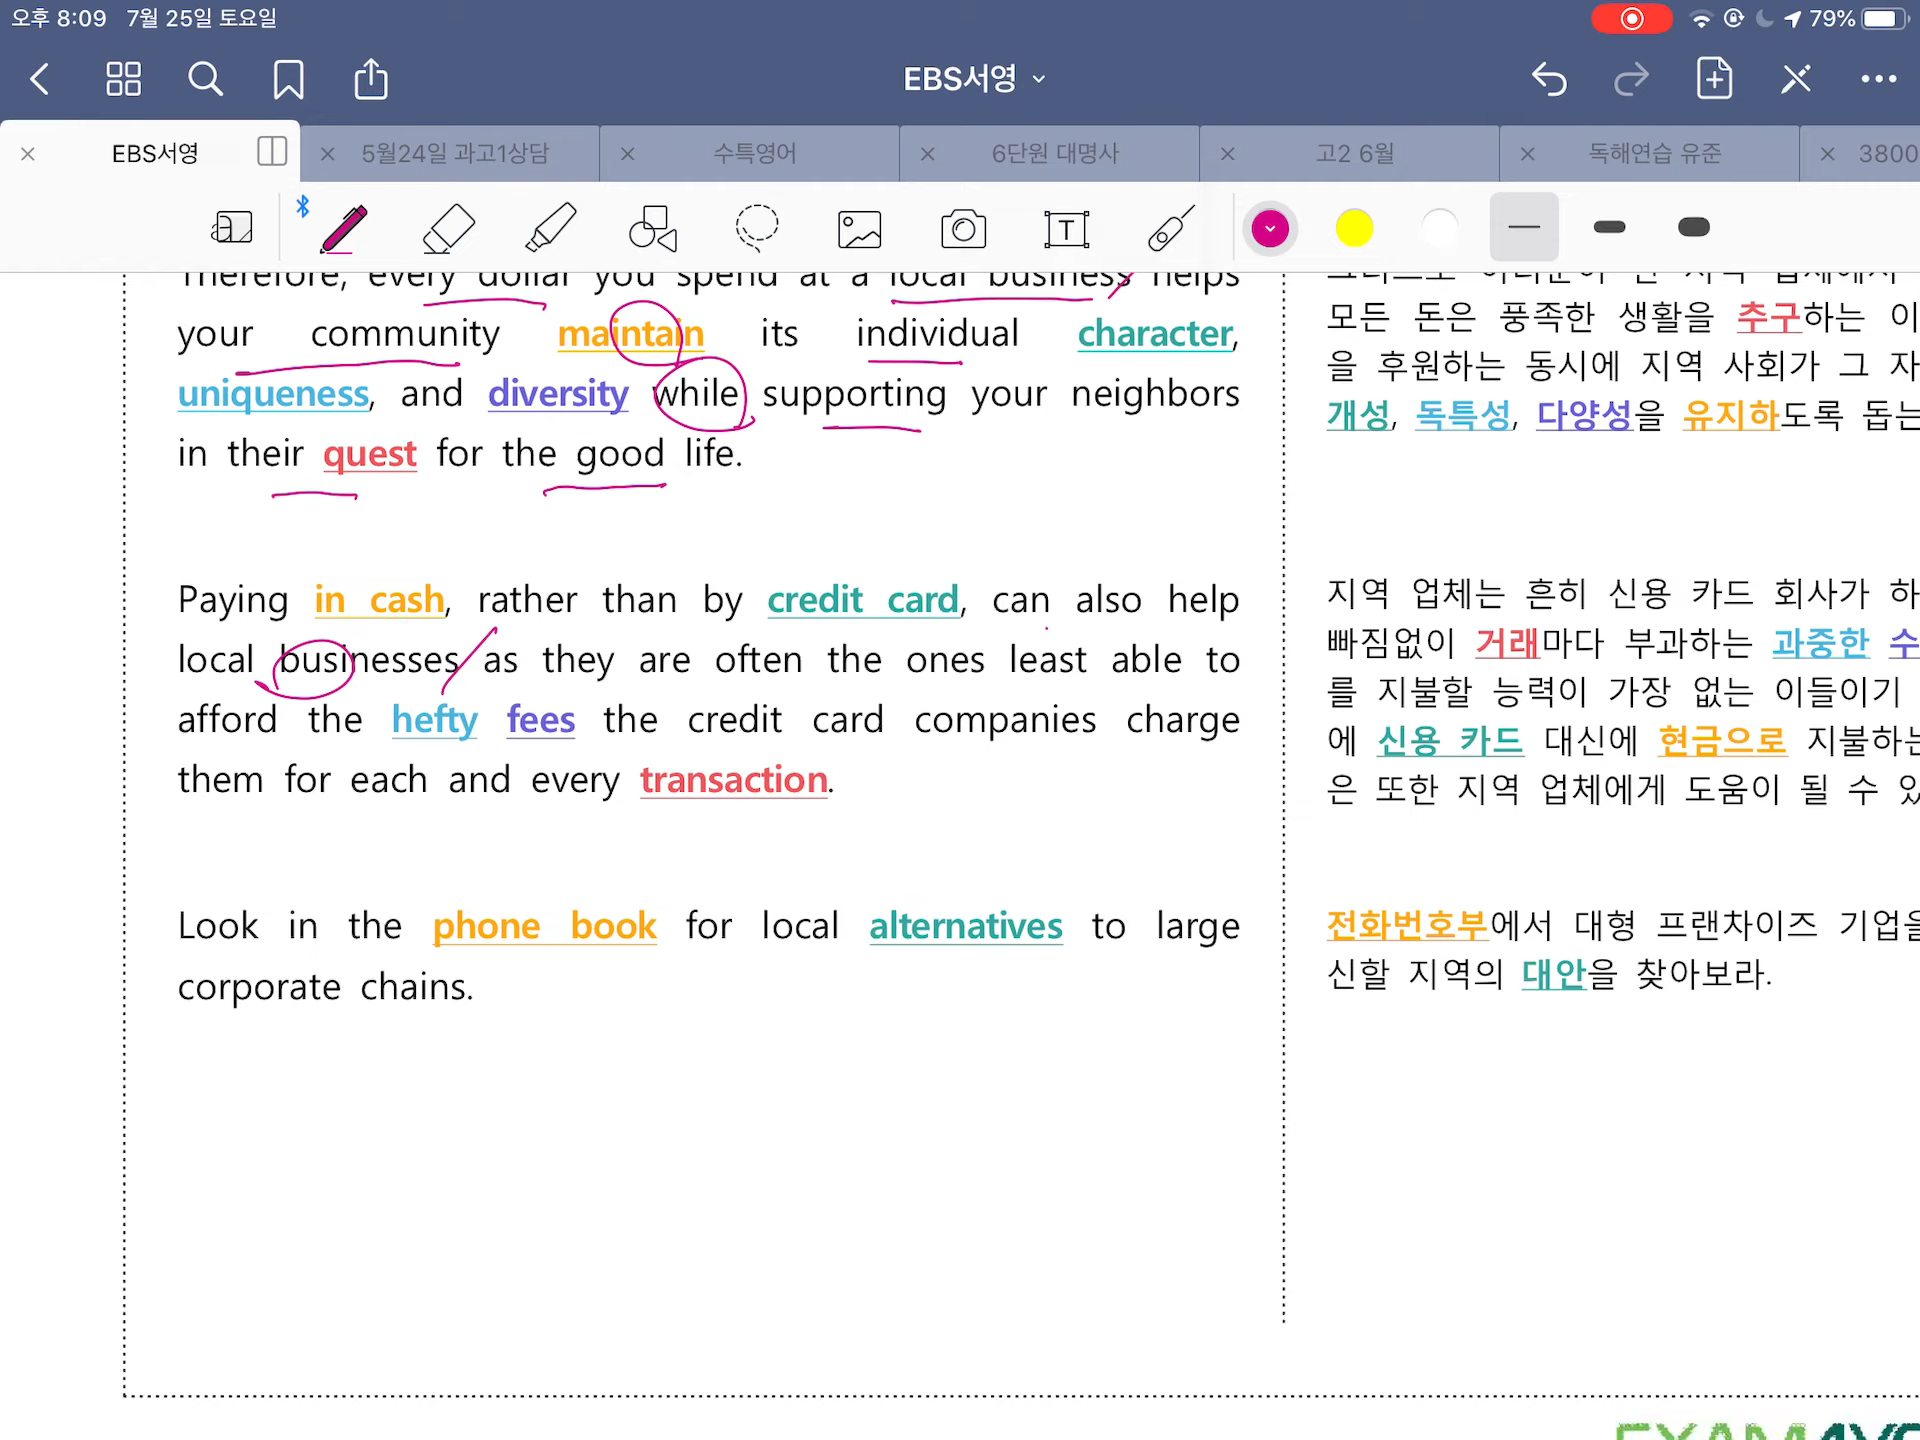 오후 8:09 7월 25일 토요일
79%
EBS서영
EBS서영
5월24일 과고1상담
수특영어
6단원 대명사
고2 6월
독해연습 유준
3800
Therefore, every dollar you spend at a local business helps
your community maintain its individual character,
uniqueness, and diversity while supporting your neighbors
in their quest for the good life.
모든 돈은 풍족한 생활을 추구하는 이
을 후원하는 동시에 지역 사회가 그 자
개성, 독특성, 다양성을 유지하도록 돕는
Paying in cash, rather than by credit card, can also help
local businesses as they are often the ones least able to
afford the hefty fees the credit card companies charge
them for each and every transaction.
지역 업체는 흔히 신용 카드 회사가 하
빠짐없이 거래마다 부과하는 과중한 수
를 지불할 능력이 가장 없는 이들이기
에 신용 카드 대신에 현금으로 지불하는
은 또한 지역 업체에게 도움이 될 수 있
Look in the phone book for local alternatives to large
corporate chains.
전화번호부에서 대형 프랜차이즈 기업을
신할 지역의 대안을 찾아보라.